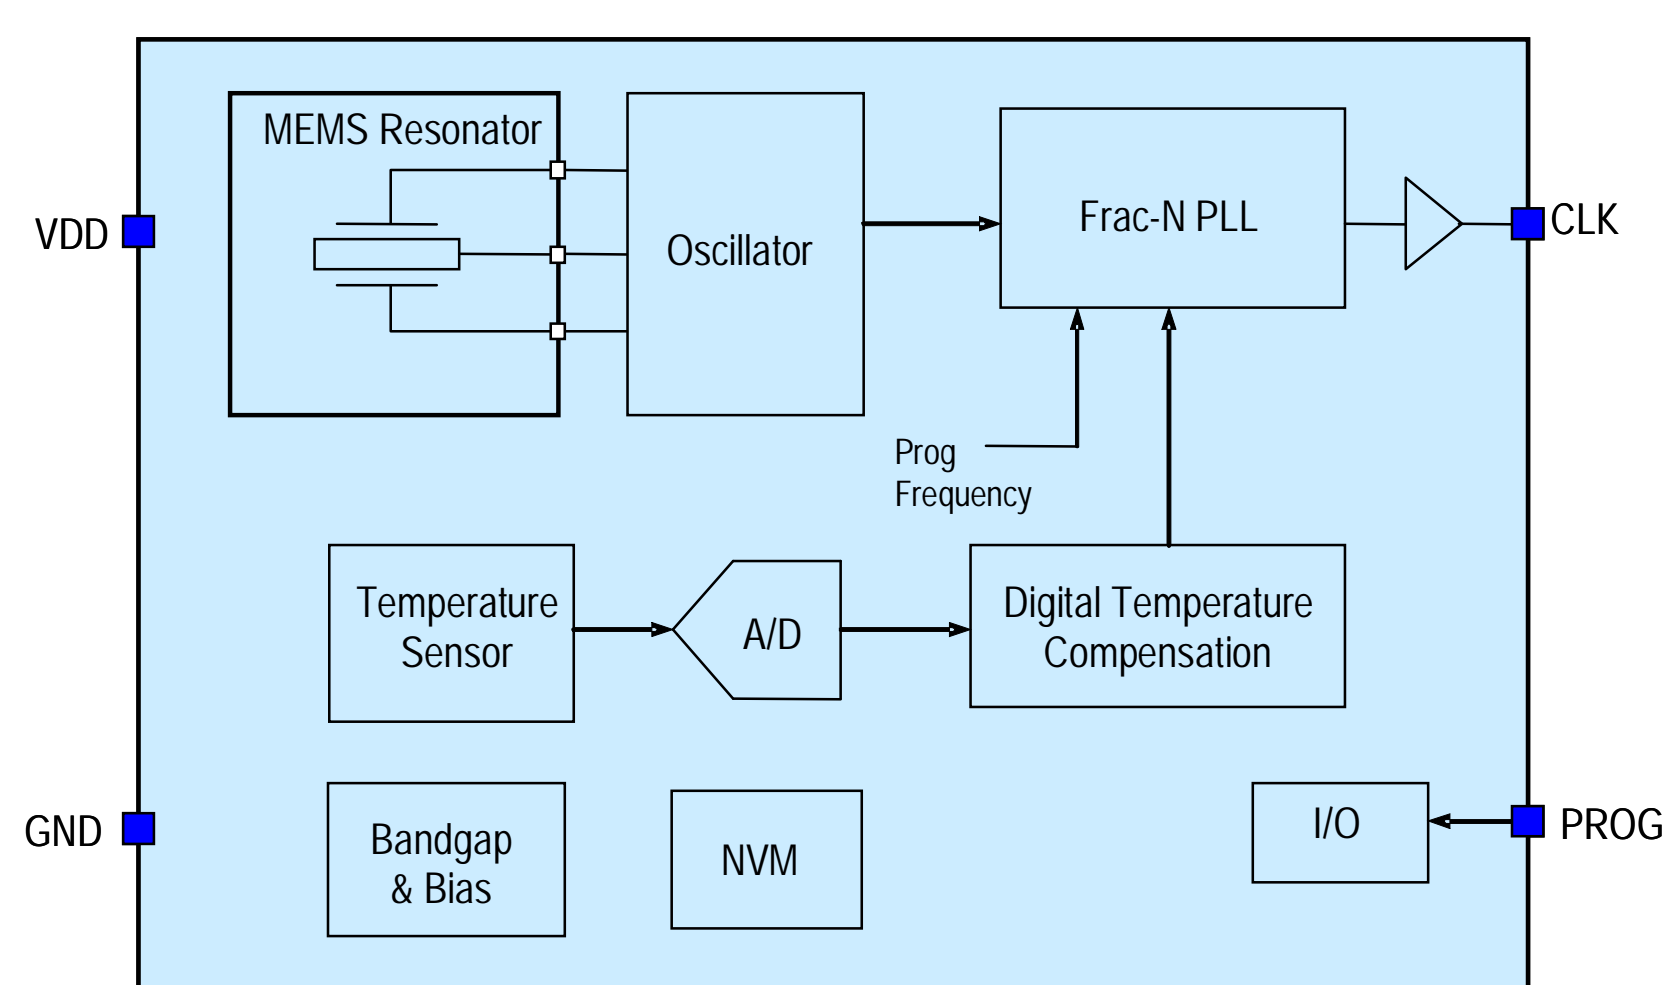 MEMS Resonator
VDD
Oscillator
Frac-N PLL
CLK
Prog
Frequency
Temperature
Sensor
A/D
Digital Temperature
Compensation
GND
Bandgap
& Bias
NVM
I/O
PROG